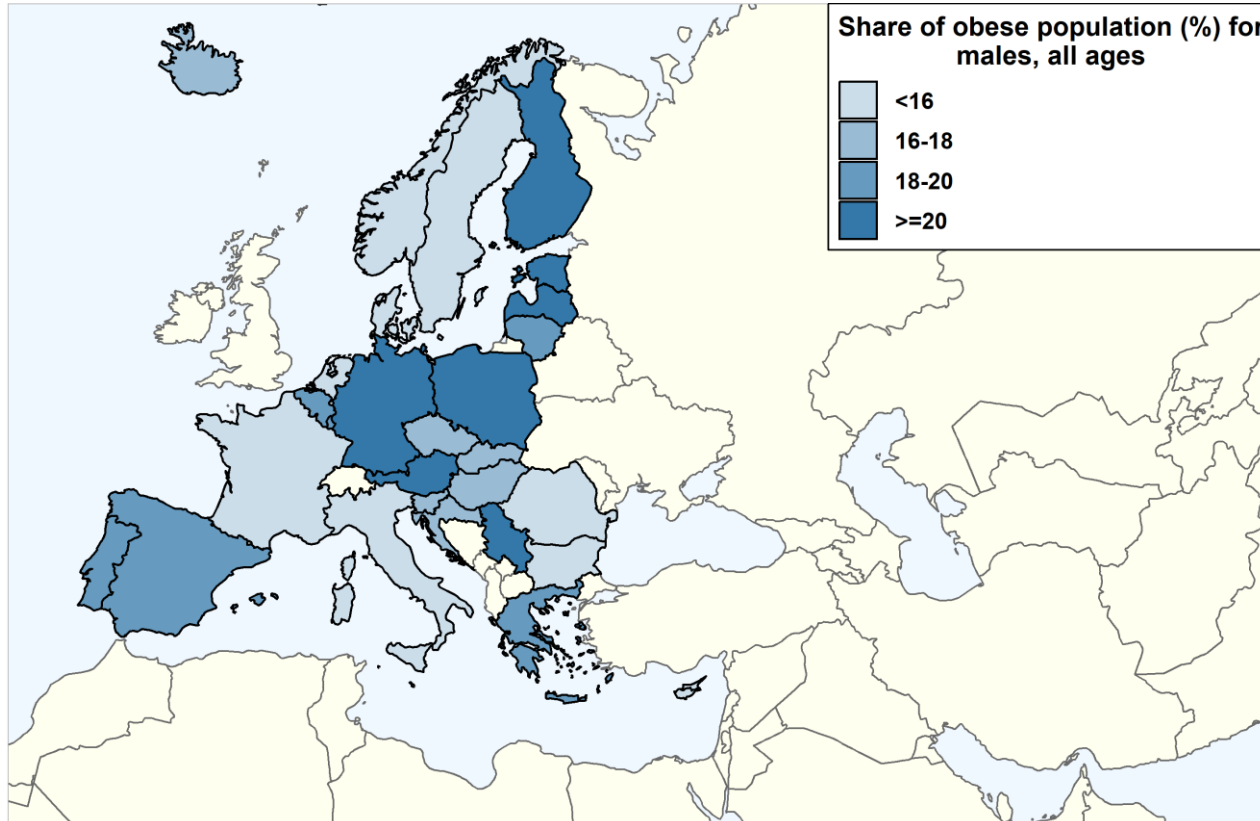 Share of obese population (%) for
males, all ages
<16
16-18
18-20
>=20